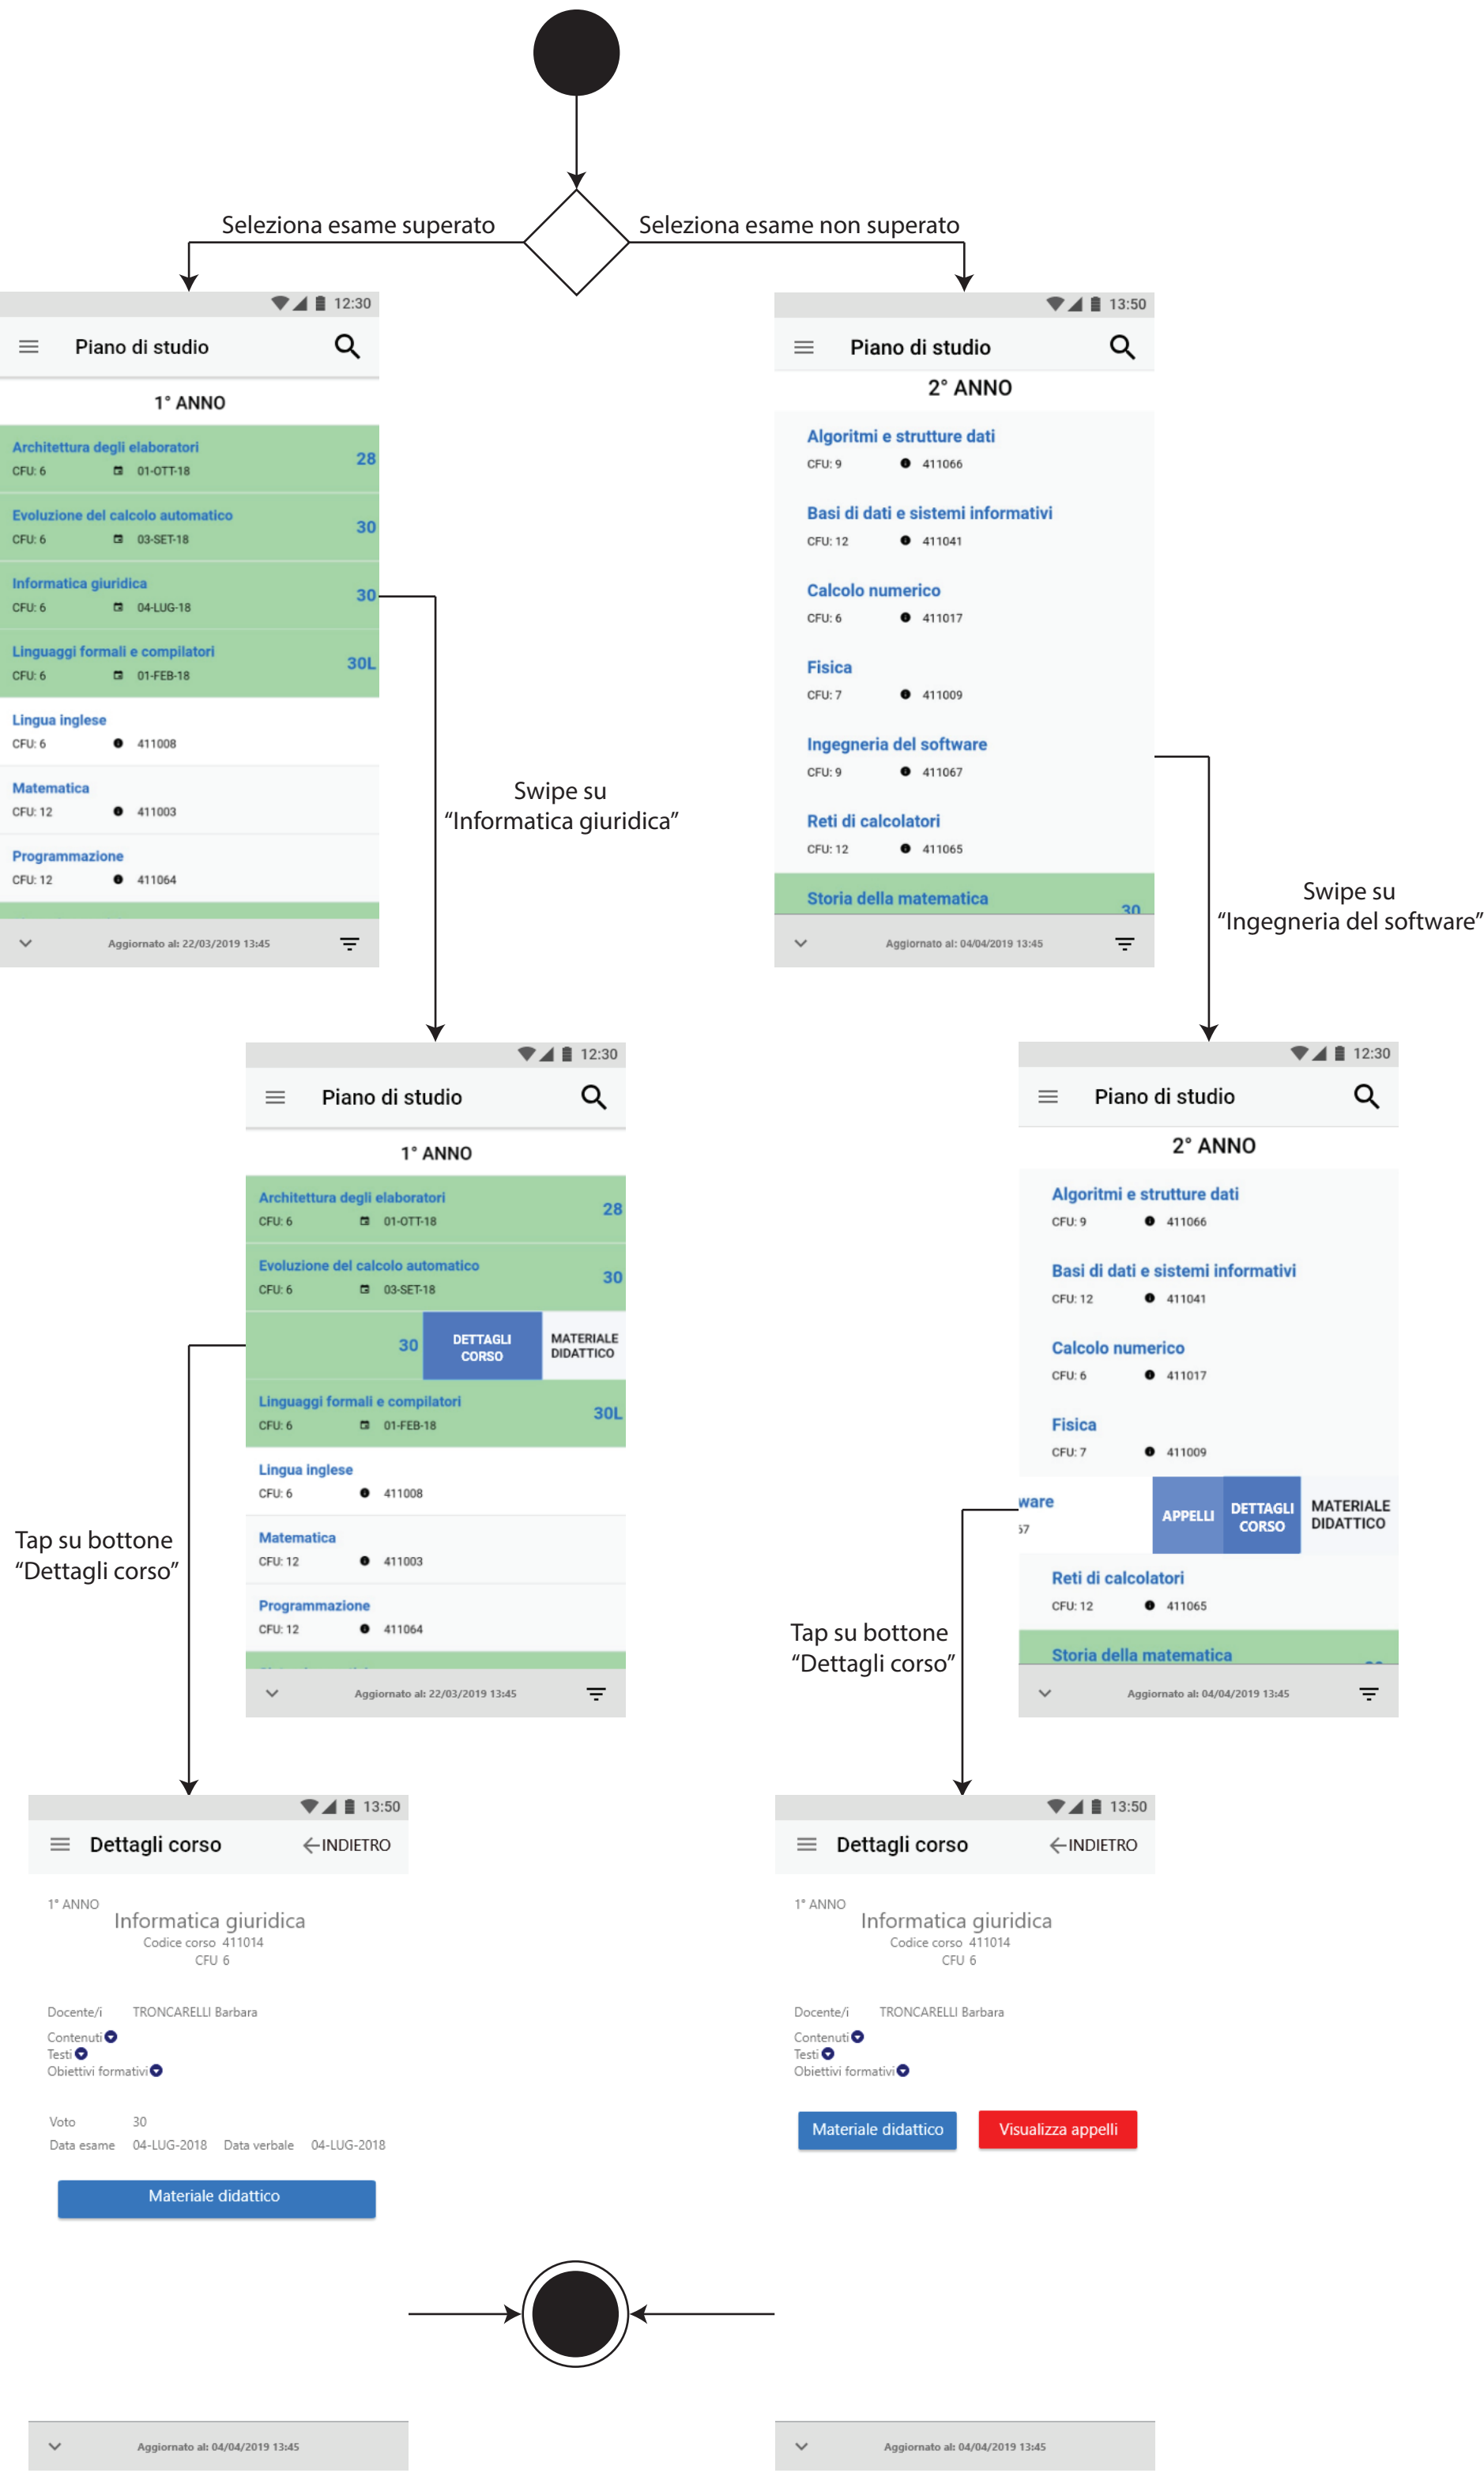 Seleziona esame superato
Seleziona esame non superato
12:30
Piano di studio
1° ANNO
Architettura degli elaboratori
28
CFU: 6 01-OTT-18
Evoluzione del calcolo automatico
30
CFU: 6 03-SET-18
Informatica giuridica
30
CFU: 6 04-LUG-18
Linguaggi formali e compilatori
30L
CFU: 6 01-FEB-18
Lingua inglese
CFU: 6 411008
Matematica
CFU: 12 411003
Programmazione
CFU: 12 411064
Aggiornato al: 22/03/2019 13:45
Swipe su
“Informatica giuridica”
13:50
Piano di studio
2° ANNO
Algoritmi e strutture dati
CFU: 9 411066
Basi di dati e sistemi informativi
CFU: 12 411041
Calcolo numerico
CFU: 6 411017
Fisica
CFU: 7 411009
Ingegneria del software
CFU: 9 411067
Reti di calcolatori
CFU: 12 411065
Storia della matematica
30
Aggiornato al: 04/04/2019 13:45
Swipe su
“Ingegneria del software”
12:30
Piano di studio
1° ANNO
Architettura degli elaboratori
28
CFU: 6 01-OTT-18
Evoluzione del calcolo automatico
30
CFU: 6 03-SET-18
30 DETTAGLI
CORSO
MATERIALE
DIDATTICO
Linguaggi formali e compilatori
30L
CFU: 6 01-FEB-18
Lingua inglese
CFU: 6 411008
Matematica
CFU: 12 411003
Programmazione
CFU: 12 411064
Aggiornato al: 22/03/2019 13:45
Tap su bottone
“Dettagli corso”
12:30
Piano di studio
2° ANNO
Algoritmi e strutture dati
CFU: 9 411066
Basi di dati e sistemi informativi
CFU: 12 411041
Calcolo numerico
CFU: 6 411017
Fisica
CFU: 7 411009
ware
67
APPELLI
DETTAGLI
CORSO
MATERIALE
DIDATTICO
Reti di calcolatori
CFU: 12 411065
Storia della matematica
Aggiornato al: 04/04/2019 13:45
Tap su bottone
“Dettagli corso”
13:50
Dettagli corso INDIETRO
1° ANNO
Informatica giuridica
Codice corso 411014
CFU 6
Docente/i TRONCARELLI Barbara
Contenuti
Testi
Obiettivi formativi
Voto 30
Data esame 04-LUG-2018 Data verbale 04-LUG-2018
Materiale didattico
Aggiornato al: 04/04/2019 13:45
13:50
Dettagli corso INDIETRO
1° ANNO
Informatica giuridica
Codice corso 411014
CFU 6
Docente/i TRONCARELLI Barbara
Contenuti
Testi
Obiettivi formativi
Materiale didattico Visualizza appelli
Aggiornato al: 04/04/2019 13:45